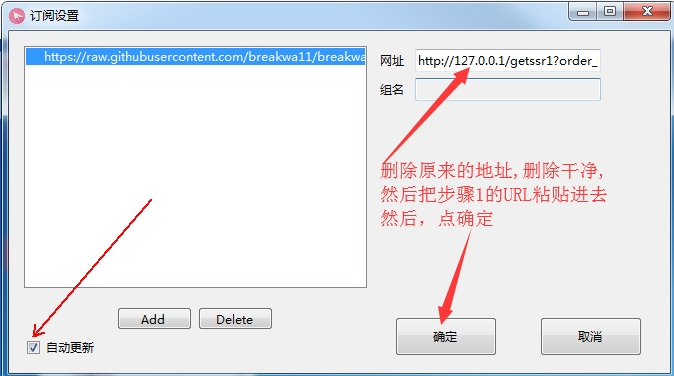 订阅设置
https://raw.githubusercontent.com/breakwa11/breakwa
网址
http://127.0.0.1/getssr1?order_
组名
删除原来的地址,删除干净,
然后把步骤1的URL粘贴进去
然后，点确定
Add
Delete
自动更新
确定
取消